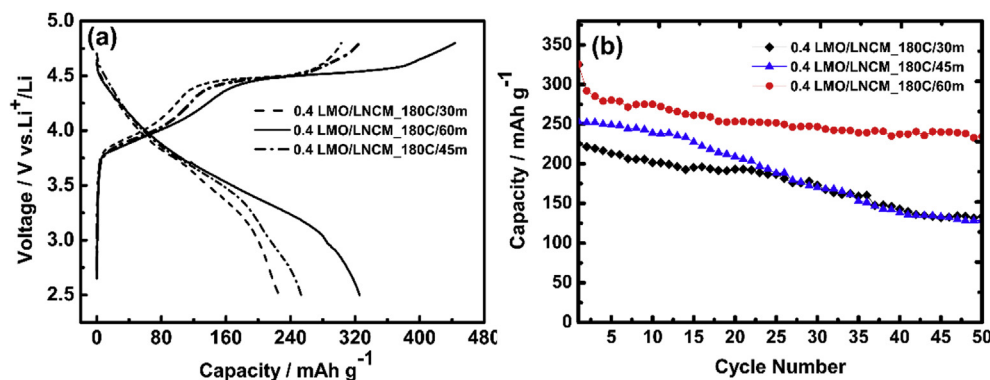 (a)
Voltage / V vs.Li+/Li
5.0
4.5
4.0
3.5
3.0
2.5
0.4 LMO/LNCM_180C/30m
0.4 LMO/LNCM_180C/60m
0.4 LMO/LNCM_180C/45m
0 80 160 240 320 400 480
Capacity / mAh g-1
(b)
Capacity / mAh g-1
350
300
250
200
150
100
50
0
0.4 LMO/LNCM_180C/30m
0.4 LMO/LNCM_180C/45m
0.4 LMO/LNCM_180C/60m
5 10 15 20 25 30 35 40 45 50
Cycle Number